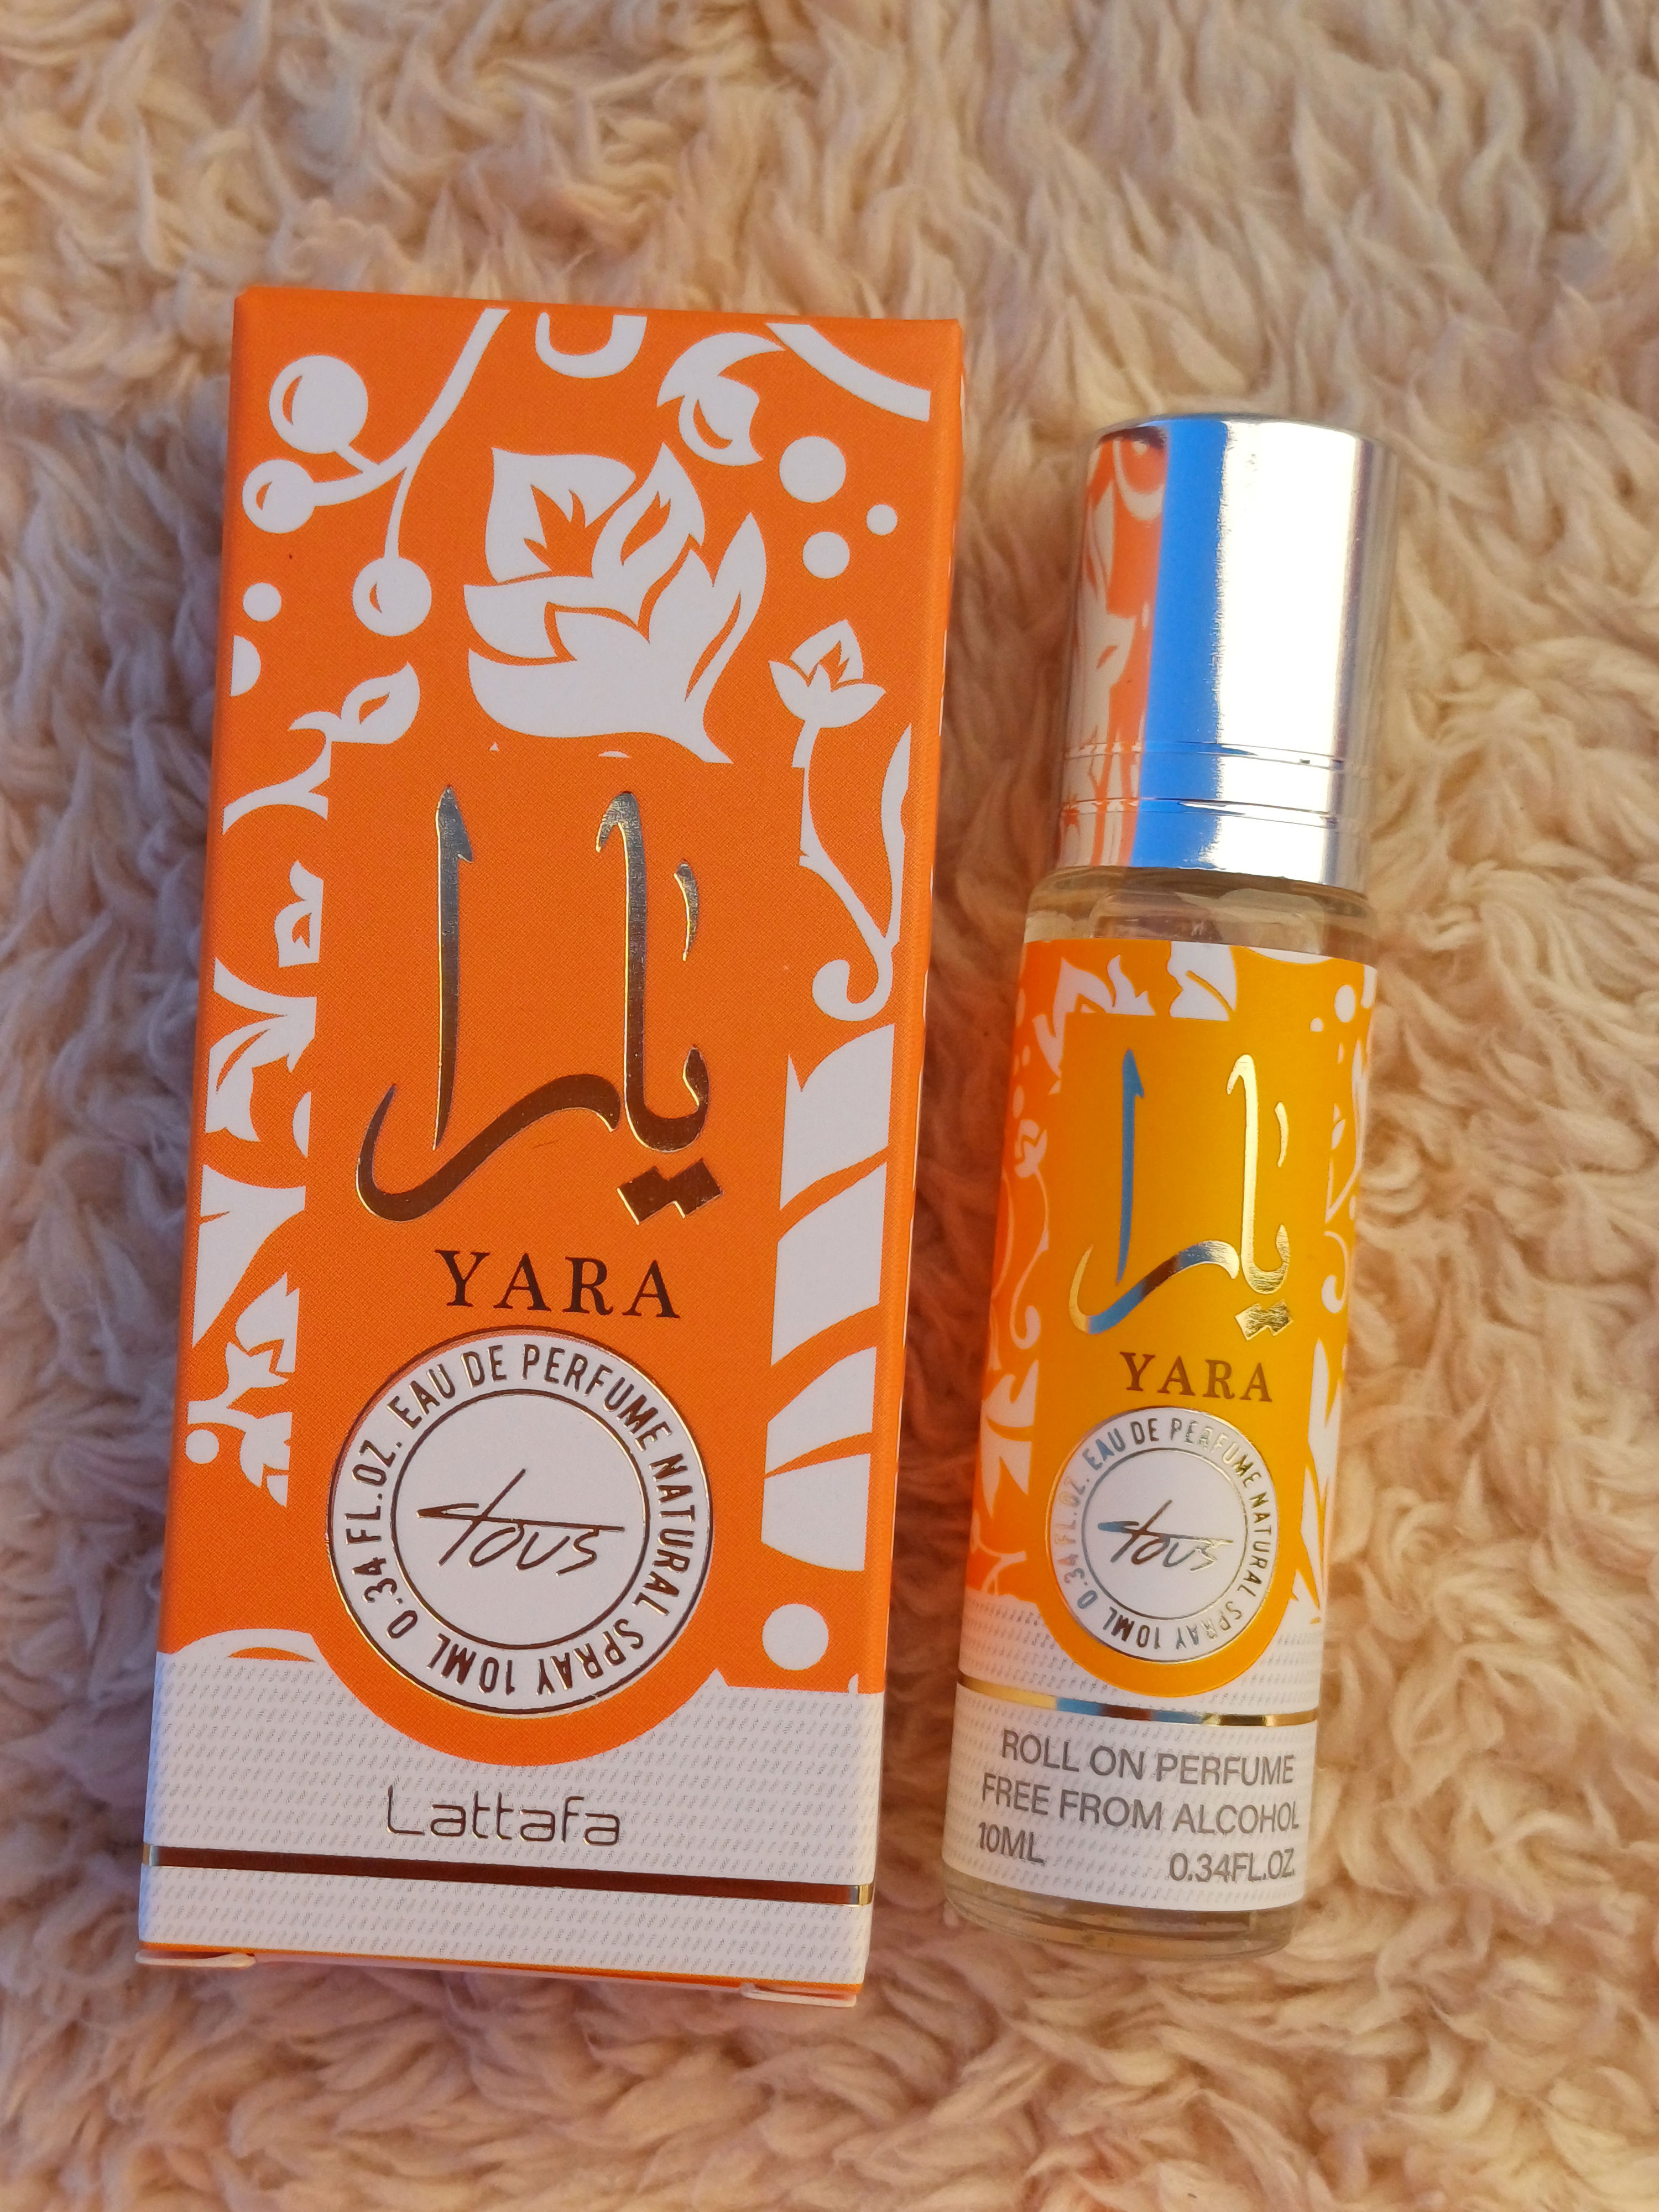 يارا
YARA
EAU DE PERFUME NATURAL SPRAY 10ML 0.34 FL.OZ.
tous
Lattafa
يارا
YARA
EAU DE PERFUME NATURAL SPRAY 10ML 0.34 FL.OZ.
tous
ROLL ON PERFUME
FREE FROM ALCOHOL
10ML 0.34FL.OZ.